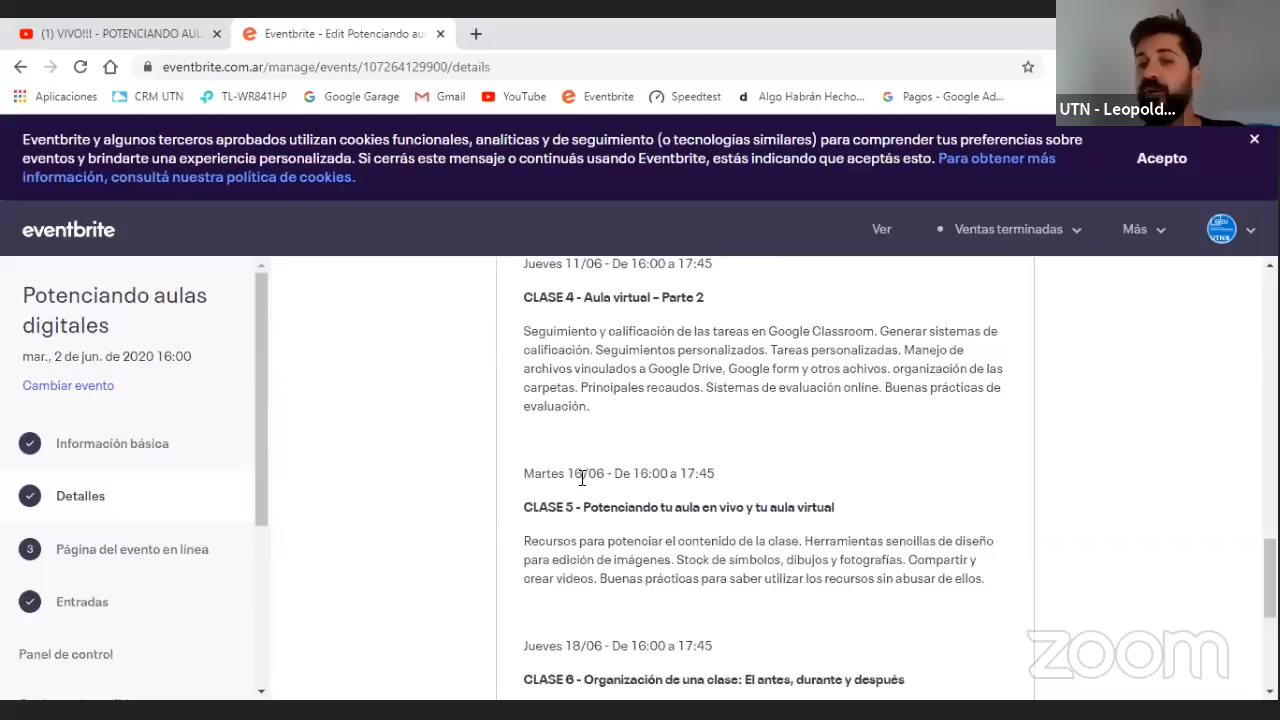 (1) VIVO!!! - POTENCIANDO AUL
Eventbrite - Edit Potenciando au
eventbrite.com.ar/manage/events/107264129900/details
Aplicaciones
CRM UTN
TL-WR841HP
Google Garage
Gmail
YouTube
Eventbrite
Speedtest
Algo Habrán Hecho...
Pagos - Google Ad...
UTN - Leopold...
Eventbrite y algunos terceros aprobados utilizan cookies funcionales, analíticas y de seguimiento (o tecnologías similares) para comprender tus preferencias sobre
eventos y brindarte una experiencia personalizada. Si cerrás este mensaje o continuás usando Eventbrite, estás indicando que aceptás esto. Para obtener más
información, consultá nuestra política de cookies.
Acepto
eventbrite
Ver
Ventas terminadas
Más
Potenciando aulas
digitales
mar., 2 de jun. de 2020 16:00
Cambiar evento
Información básica
Detalles
3 Página del evento en línea
Entradas
Panel de control
Jueves 11/06 - De 16:00 a 17:45
CLASE 4 - Aula virtual – Parte 2
Seguimiento y calificación de las tareas en Google Classroom. Generar sistemas de
calificación. Seguimientos personalizados. Tareas personalizadas. Manejo de
archivos vinculados a Google Drive, Google form y otros achivos. organización de las
carpetas. Principales recaudos. Sistemas de evaluación online. Buenas prácticas de
evaluación.
Martes 16/06 - De 16:00 a 17:45
CLASE 5 - Potenciando tu aula en vivo y tu aula virtual
Recursos para potenciar el contenido de la clase. Herramientas sencillas de diseño
para edición de imágenes. Stock de símbolos, dibujos y fotografías. Compartir y
crear videos. Buenas prácticas para saber utilizar los recursos sin abusar de ellos.
Jueves 18/06 - De 16:00 a 17:45
CLASE 6 - Organización de una clase: El antes, durante y después
zoom